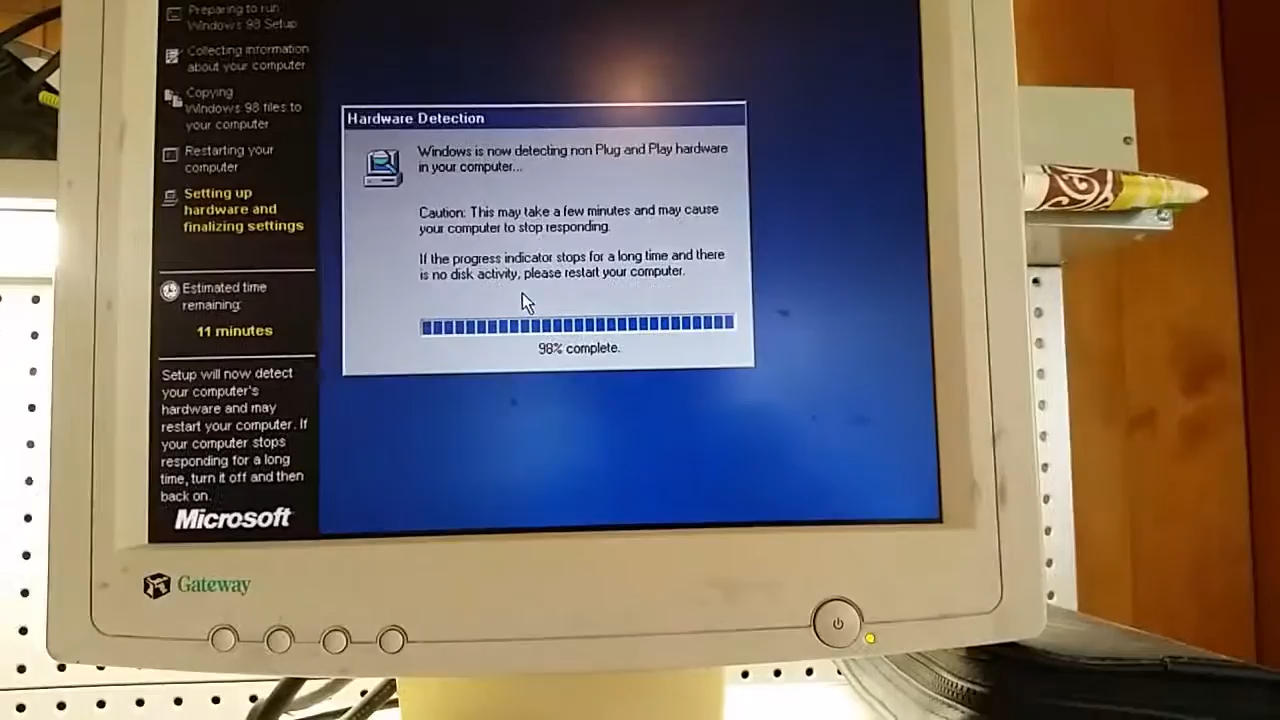 Preparing to run
Windows 98 Setup
Collecting information
about your computer
Copying
Windows 98 files to
your computer
Restarting your
computer
Setting up
hardware and
finalizing settings
Estimated time
remaining:
11 minutes
Setup will now detect
your computer's
hardware and may
restart your computer. If
your computer stops
responding for a long
time, turn it off and then
back on.
Microsoft
Hardware Detection
Windows is now detecting non Plug and Play hardware
in your computer...
Caution: This may take a few minutes and may cause
your computer to stop responding.
If the progress indicator stops for a long time and there
is no disk activity, please restart your computer.
98% complete.
Gateway